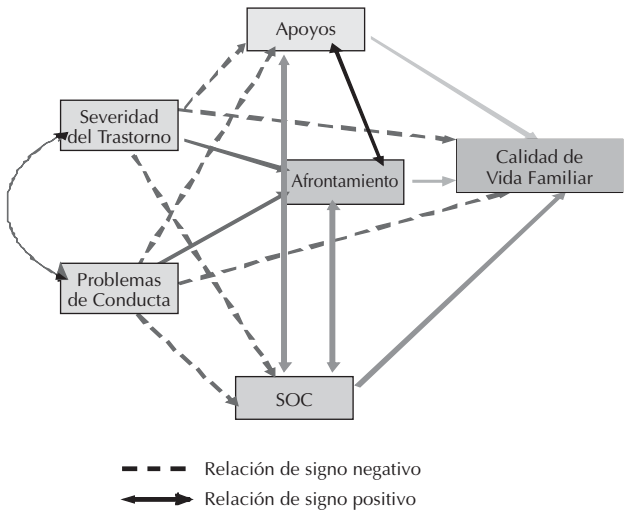 Apoyos
Severidad
del Trastorno
Calidad de
Vida Familiar
Afrontamiento
Problemas
de Conducta
SOC
Relación de signo negativo
Relación de signo positivo